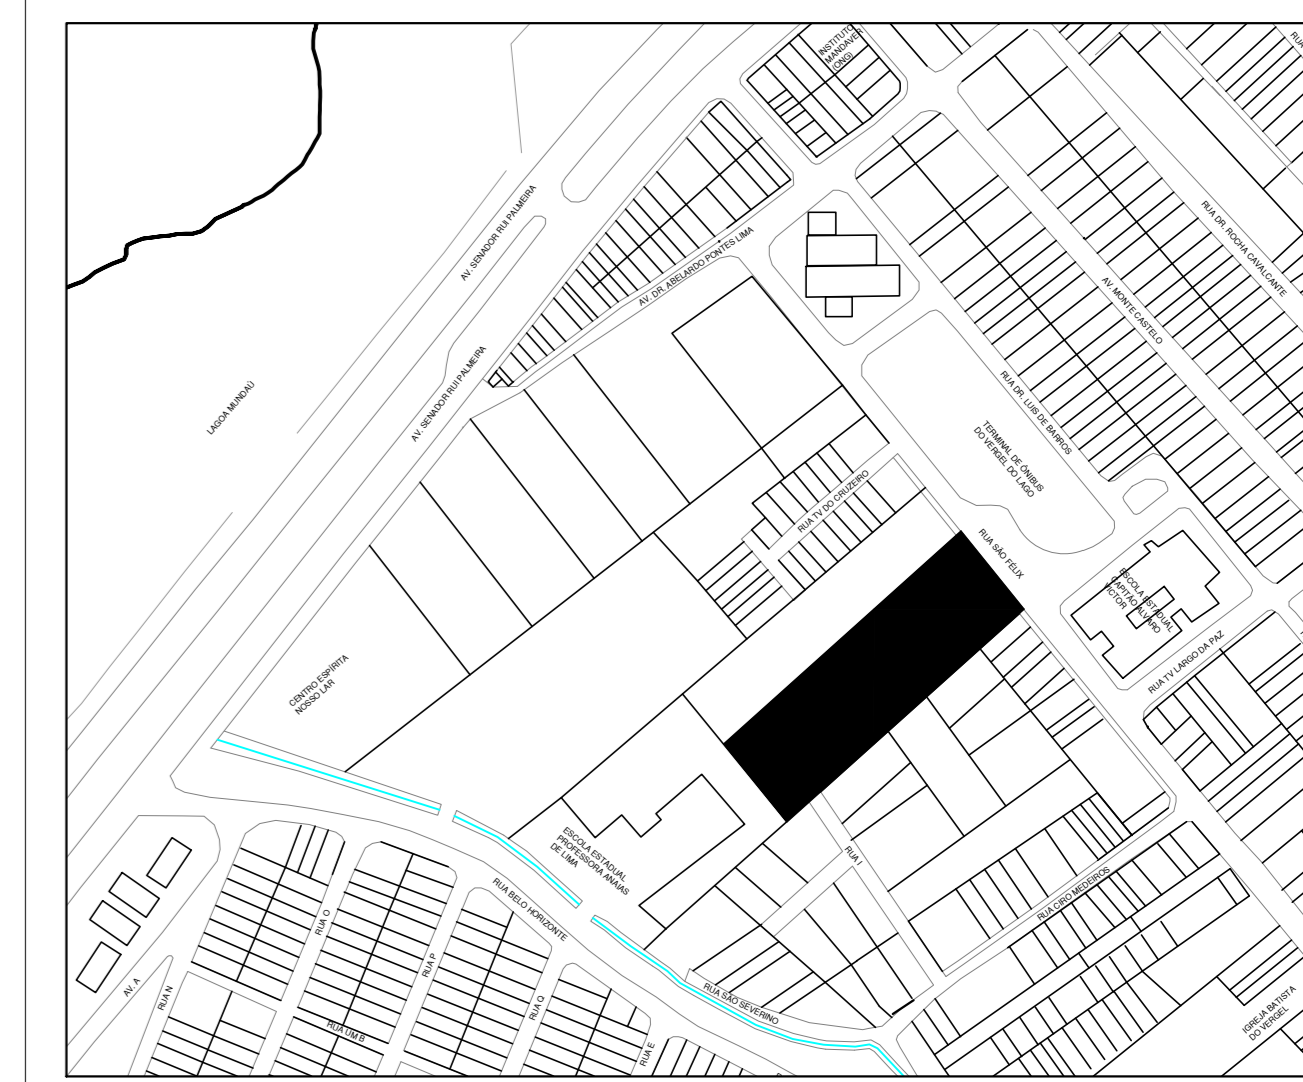 INSTITUTO
MANDAVER
(ONG)
AV. SENADOR RUI PALMEIRA
AV. DR. ABELARDO PONTES LIMA
RUA DR. ROCHA CAVALCANTE
AV. MONTE CASTELO
AV. SENADOR RUI PALMEIRA
LAGOA MUNDAÚ
RUA DR. LUIS DE BARROS
TERMINAL DE ÔNIBUS
DO VERGEL DO LAGO
RUA TV DO CRUZEIRO
RUA SÃO FÉLIX
ESCOLA ESTADUAL
CAPITÃO ALVARO
VICTOR
RUA TV LARGO DA PAZ
CENTRO ESPÍRITA
NOSSO LAR
ESCOLA ESTADUAL
PROFESSORA ANAIAS
DE LIMA
RUA J
RUA CIRO MEDEIROS
RUA BELO HORIZONTE
RUA O
RUA P
RUA Q
RUA E
RUA SAO SEVERINO
AV. A
RUA N
RUA UM B
IGREJA BATISTA
DO VERGEL